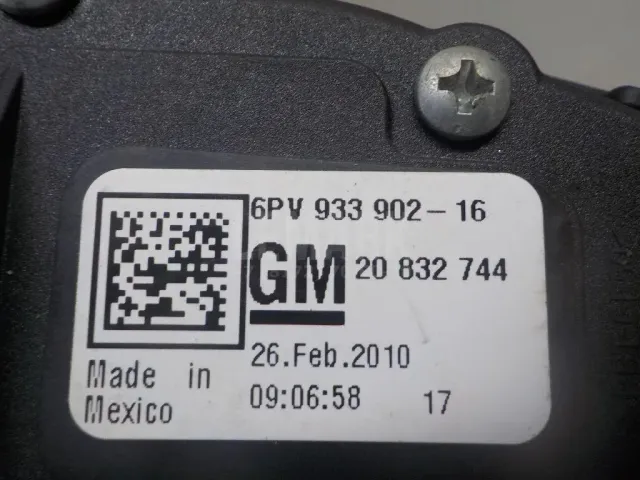 6PV 933 902-16
GM 20 832 744
26.Feb.2010
Made in
Mexico
09:06:58 17